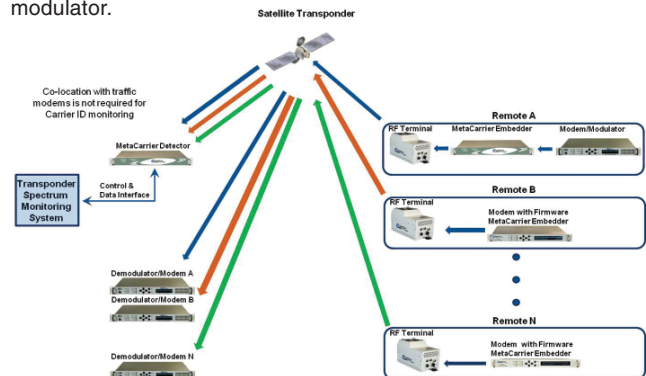 modulator.
Satellite Transponder
Co-location with traffic
modems is not required for
Carrier ID monitoring
MetaCarrier Detector
Control &
Data Interface
Transponder
Spectrum
Monitoring
System
Demodulator/Modem A
Demodulator/Modem B
Demodulator/Modem N
Remote A
RF Terminal
MetaCarrier Embedder
Modem/Modulator
Remote B
RF Terminal
Modem with Firmware
MetaCarrier Embedder
Remote N
RF Terminal
Modem with Firmware
MetaCarrier Embedder